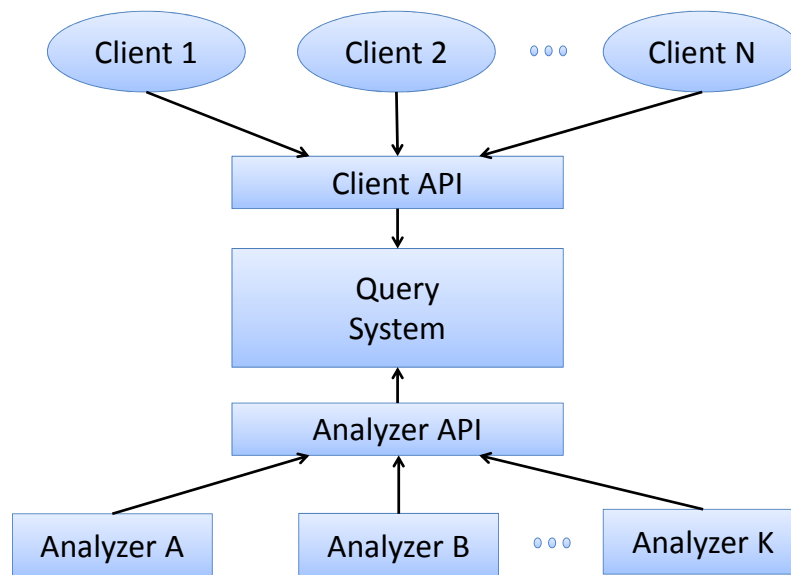 Client 1
Client 2
Client N
Client API
Query
System
Analyzer API
Analyzer A
Analyzer B
Analyzer K